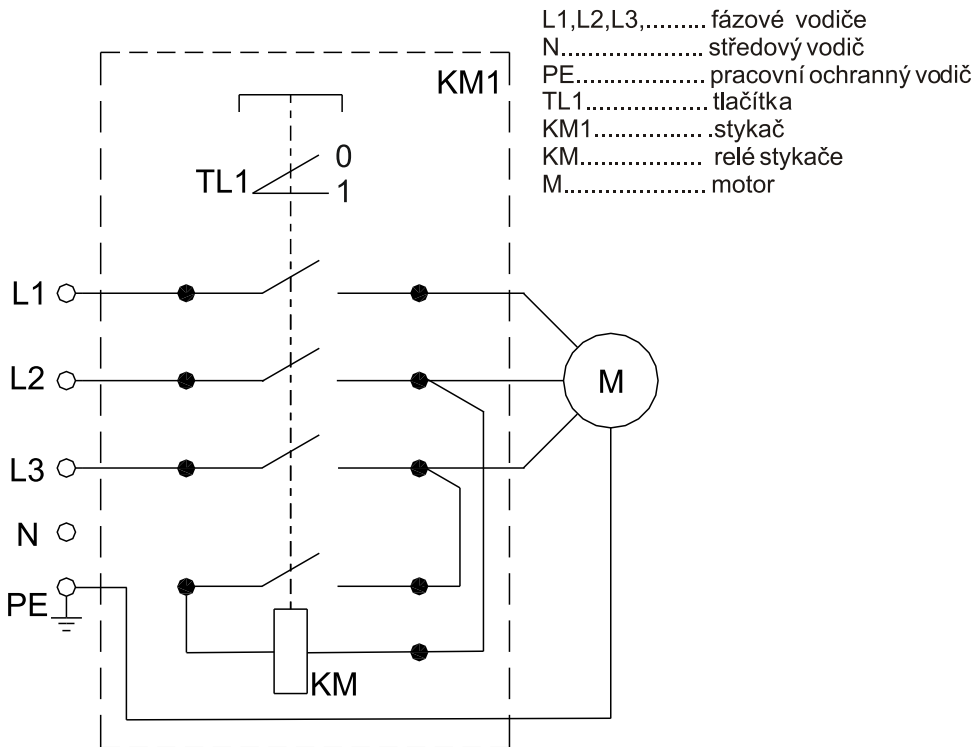 L1,L2,L3,........ fázové vodiče
N.................... středový vodič
PE.................. pracovní ochranný vodič
TL1................. tlačítka
KM1................stykač
KM................. relé stykače
M.................... motor
KM1
0
TL1
1
L1
L2
M
L3
N
PE
KM